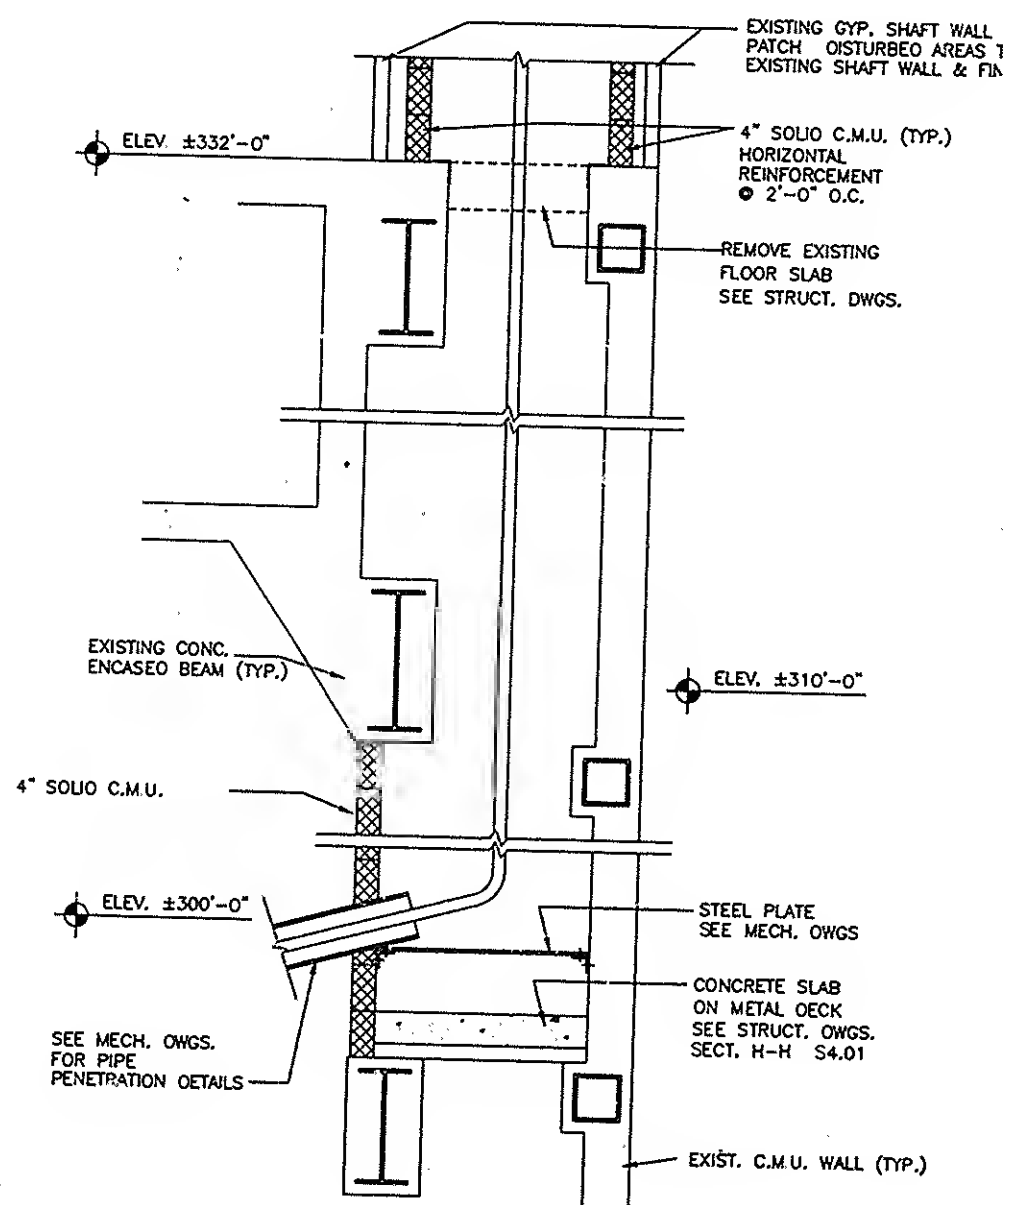 EXISTING GYP. SHAFT WALL
PATCH OISTURBEO AREAS T
EXISTING SHAFT WALL & FIN
ELEV. ±332'-0"
4" SOLIO C.M.U. (TYP.)
HORIZONTAL
REINFORCEMENT
@ 2'-0" O.C.
REMOVE EXISTING
FLOOR SLAB
SEE STRUCT. DWGS.
EXISTING CONC.
ENCASEO BEAM (TYP.)
ELEV. ±310'-0"
4" SOLIO C.M.U.
ELEV. ±300'-0"
STEEL PLATE
SEE MECH. OWGS
CONCRETE SLAB
ON METAL OECK
SEE STRUCT. OWGS.
SECT. H-H S4.01
SEE MECH. OWGS.
FOR PIPE
PENETRATION OETAILS
EXIST. C.M.U. WALL (TYP.)